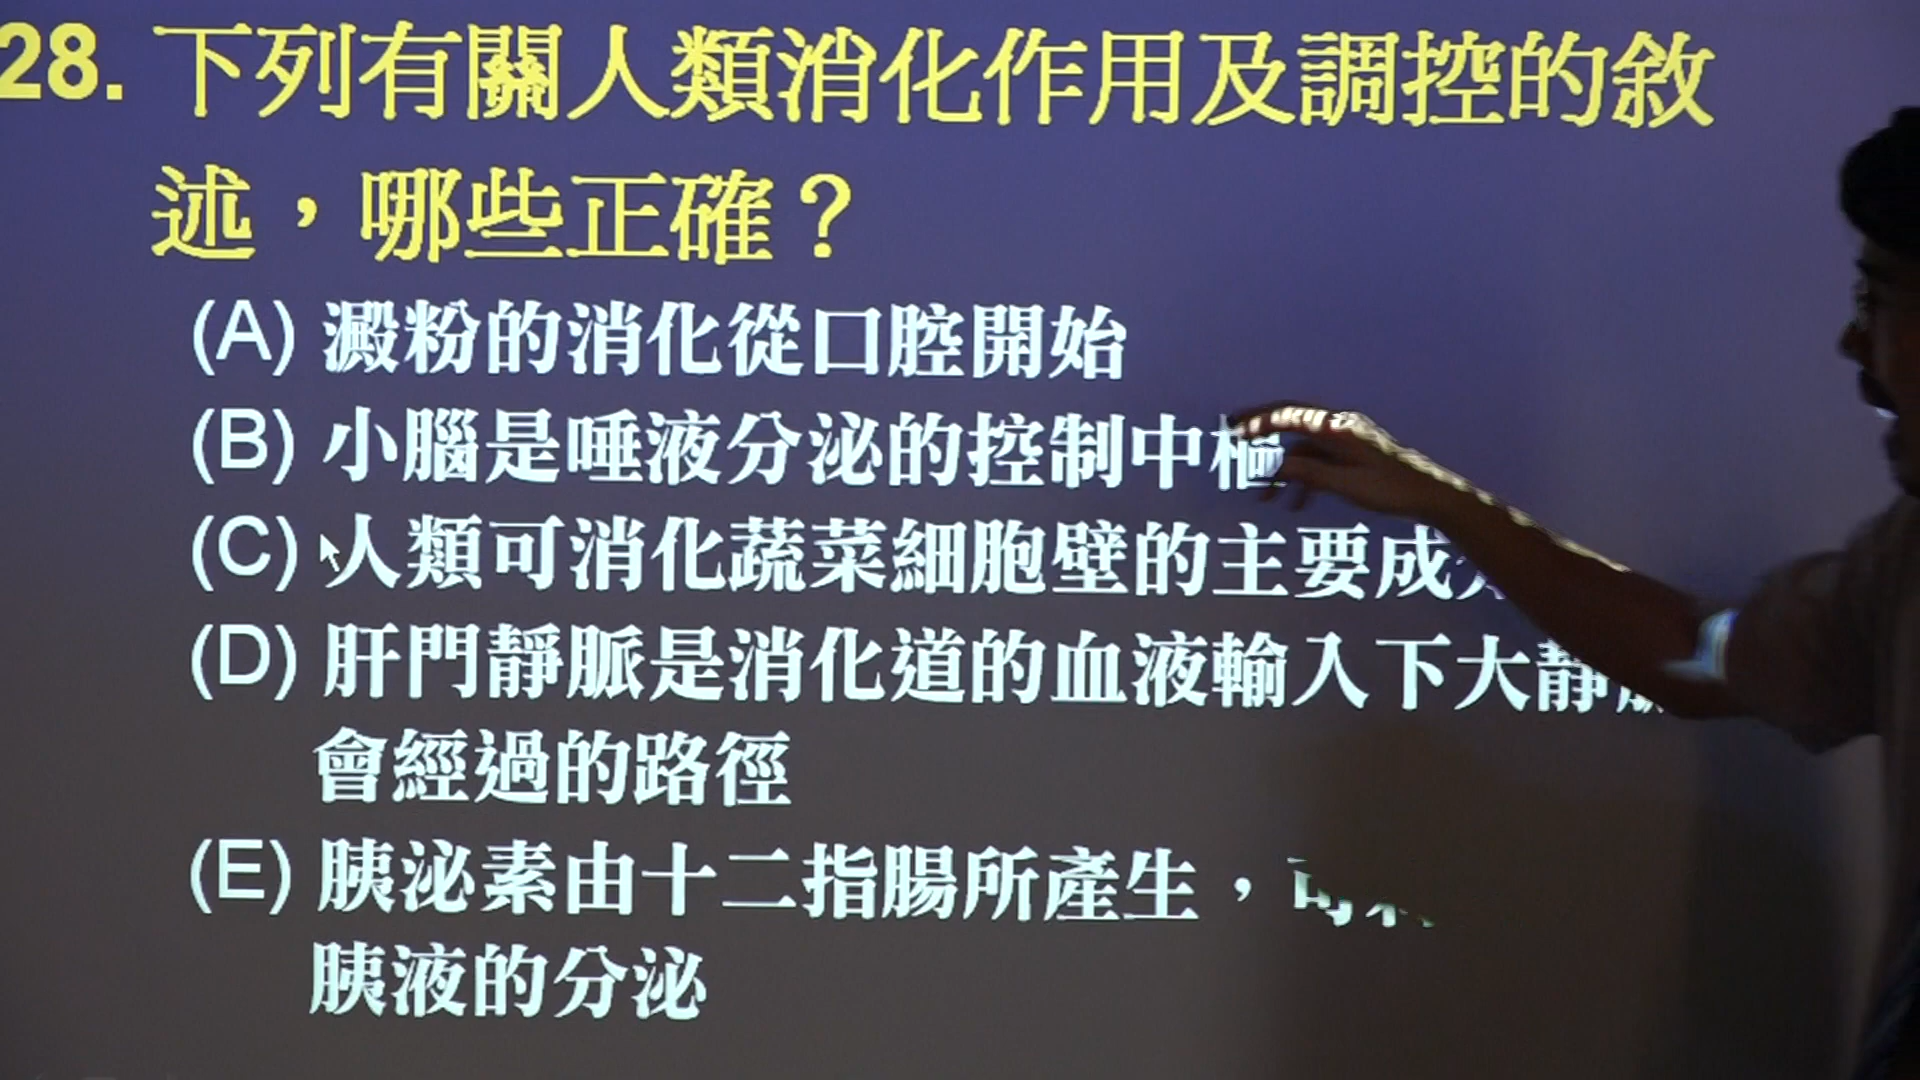 28. 下列有關人類消化作用及調控的敘
述，哪些正確？
(A) 澱粉的消化從口腔開始
(B) 小腦是唾液分泌的控制中樞
(C) 人類可消化蔬菜細胞壁的主要成
(D) 肝門靜脈是消化道的血液輸入下大靜
會經過的路徑
(E) 胰泌素由十二指腸所產生，
胰液的分泌